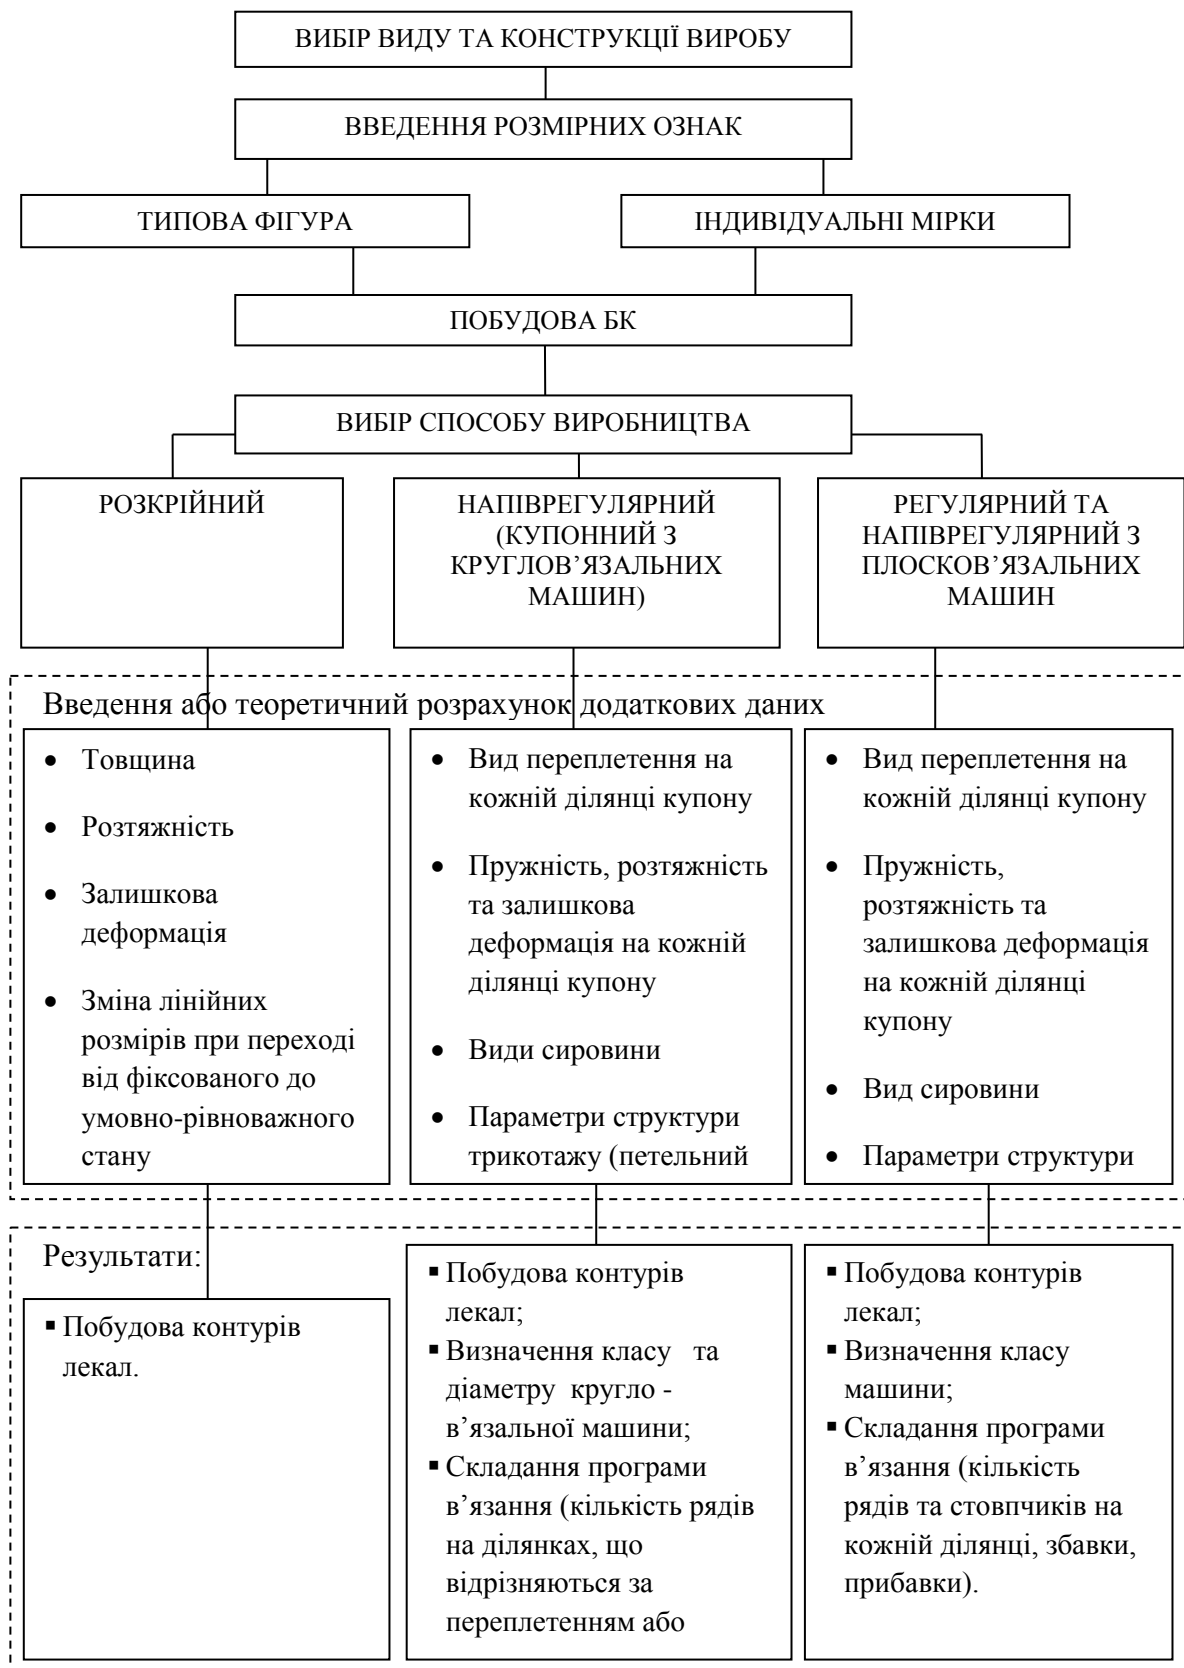 ВИБІР ВИДУ ТА КОНСТРУКЦІЇ ВИРОБУ
ВВЕДЕННЯ РОЗМІРНИХ ОЗНАК
ТИПОВА ФІГУРА
ІНДИВІДУАЛЬНІ МІРКИ
ПОБУДОВА БК
ВИБІР СПОСОБУ ВИРОБНИЦТВА
РОЗКРІЙНИЙ
НАПІВРЕГУЛЯРНИЙ
(КУПОННИЙ З
КРУГЛОВ’ЯЗАЛЬНИХ
МАШИН)
РЕГУЛЯРНИЙ ТА
НАПІВРЕГУЛЯРНИЙ З
ПЛОСКОВ’ЯЗАЛЬНИХ
МАШИН
Введення або теоретичний розрахунок додаткових даних
• Товщина
• Розтяжність
• Залишкова
деформація
• Зміна лінійних
розмірів при переході
від фіксованого до
умовно-рівноважного
стану
• Вид переплетення на
кожній ділянці купону
• Пружність, розтяжність
та залишкова
деформація на кожній
ділянці купону
• Види сировини
• Параметри структури
трикотажу (петельний
• Вид переплетення на
кожній ділянці купону
• Пружність,
розтяжність та
залишкова деформація
на кожній ділянці
купону
• Вид сировини
• Параметри структури
Результати:
▪ Побудова контурів
лекал.
▪ Побудова контурів
лекал;
▪ Визначення класу та
діаметру кругло -
в’язальної машини;
▪ Складання програми
в’язання (кількість рядів
на ділянках, що
відрізняються за
переплетенням або
▪ Побудова контурів
лекал;
▪ Визначення класу
машини;
▪ Складання програми
в’язання (кількість
рядів та стовпчиків на
кожній ділянці, збавки,
прибавки).